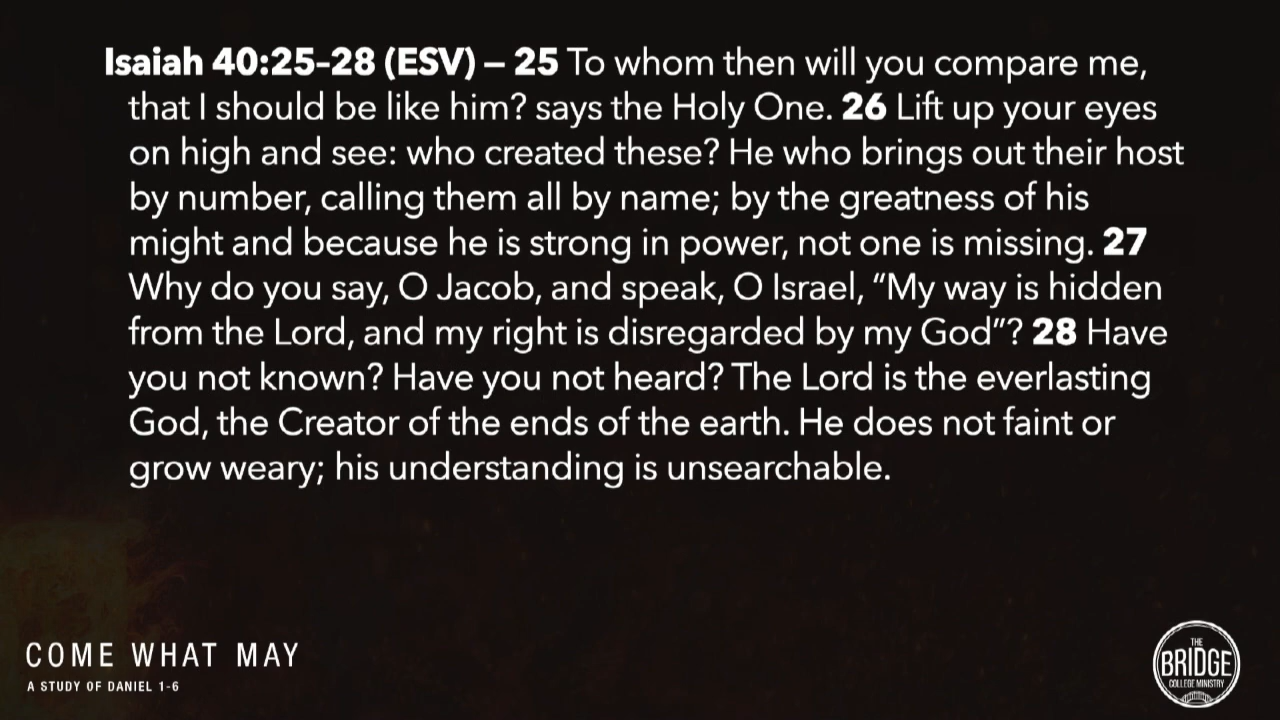 Isaiah 40:25–28 (ESV) – 25 To whom then will you compare me,
that I should be like him? says the Holy One. 26 Lift up your eyes
on high and see: who created these? He who brings out their host
by number, calling them all by name; by the greatness of his
might and because he is strong in power, not one is missing. 27
Why do you say, O Jacob, and speak, O Israel, “My way is hidden
from the Lord, and my right is disregarded by my God”? 28 Have
you not known? Have you not heard? The Lord is the everlasting
God, the Creator of the ends of the earth. He does not faint or
grow weary; his understanding is unsearchable.
COME WHAT MAY
A STUDY OF DANIEL 1-6
THE
BRIDGE
COLLEGE MINISTRY